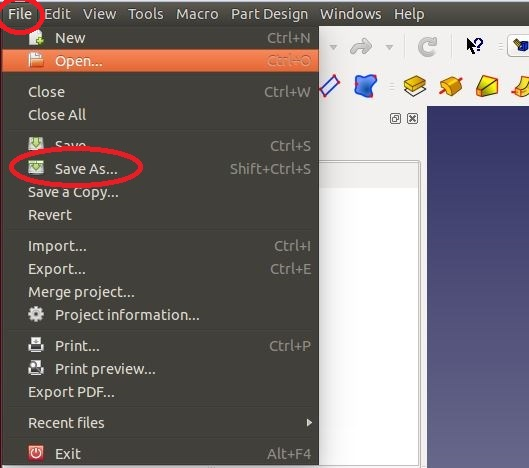 File Edit View Tools Macro Part Design Windows Help
New Ctrl+N
Open... Ctrl+O
Close Ctrl+W
Close All
Save Ctrl+S
Save As... Shift+Ctrl+S
Save a Copy...
Revert
Import... Ctrl+I
Export... Ctrl+E
Merge project...
Project information...
Print... Ctrl+P
Print preview...
Export PDF...
Recent files
Exit Alt+F4